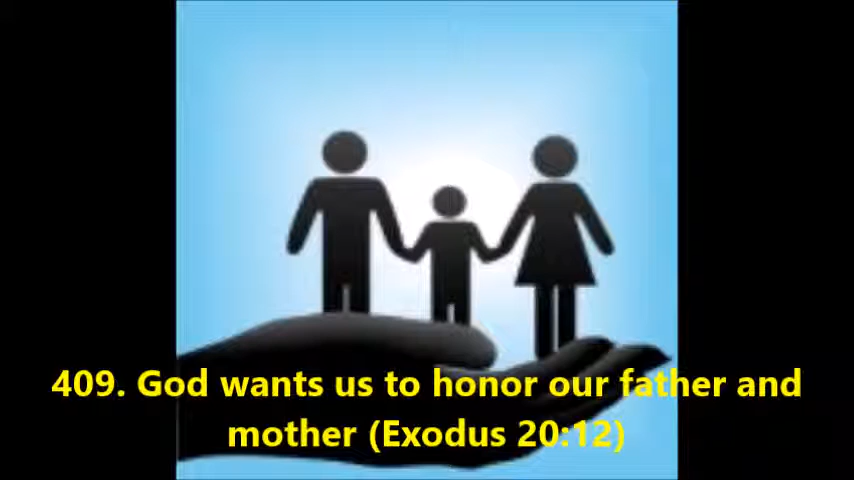 409. God wants us to honor our father and
mother (Exodus 20:12)